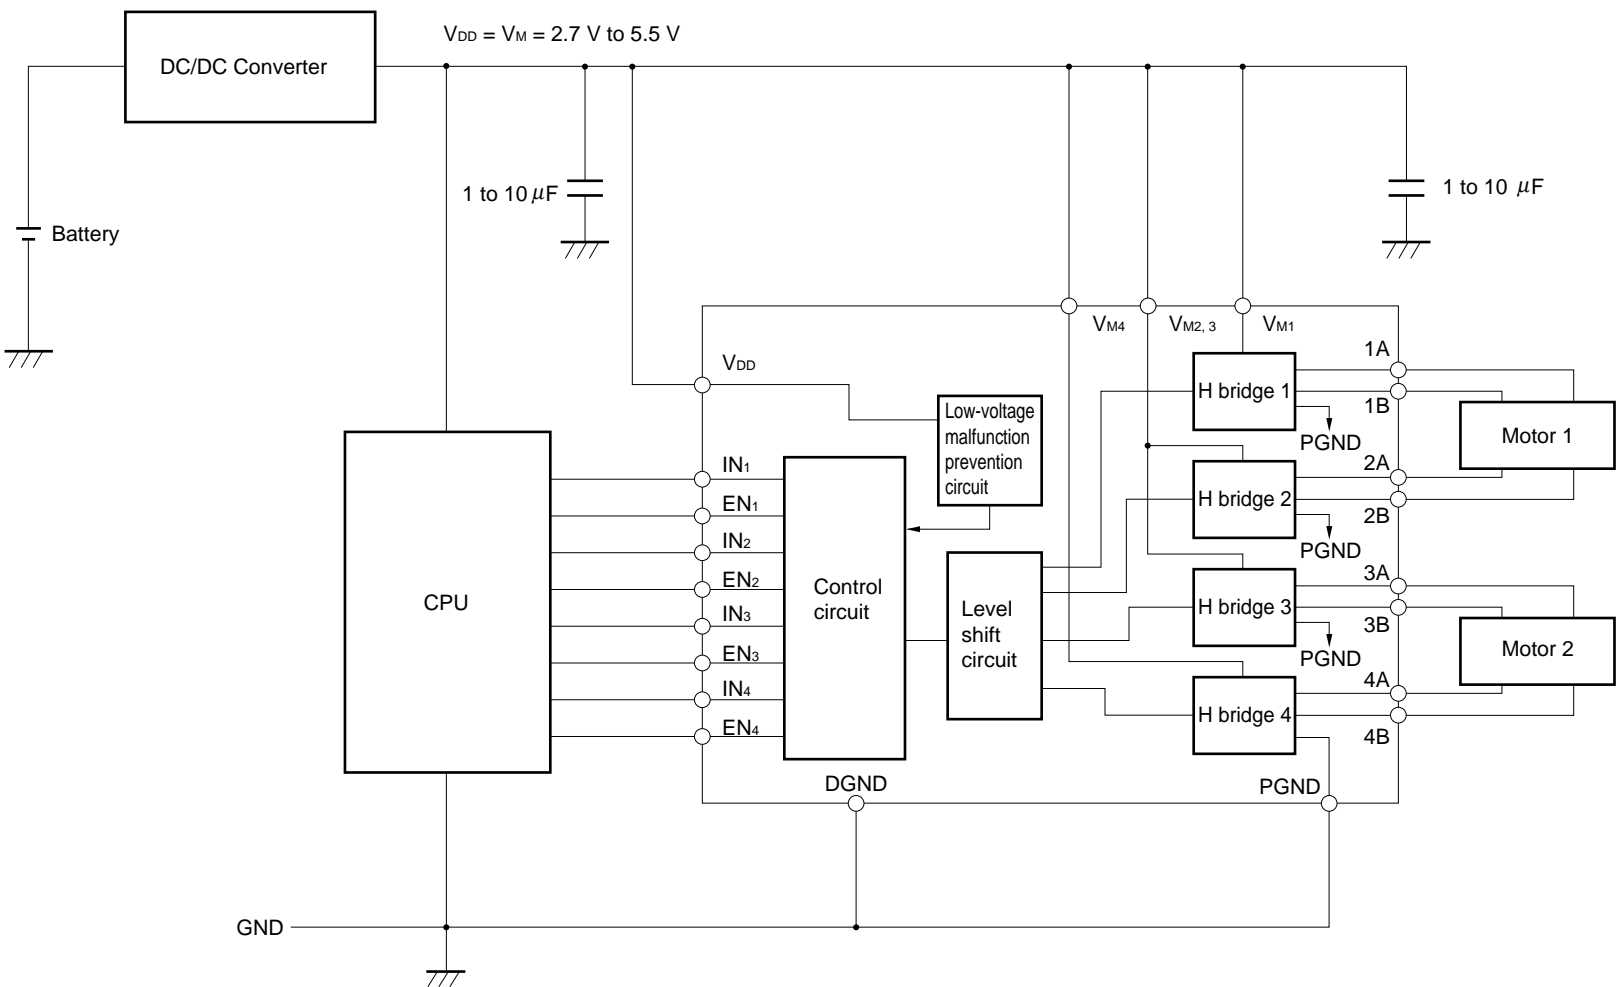 VDD = VM = 2.7 V to 5.5 V
DC/DC Converter
1 to 10 μF
1 to 10 μF
Battery
VM4
VM2, 3
VM1
VDD
1A
H bridge 1
1B
Low-voltage
malfunction
prevention
circuit
Motor 1
PGND
IN1
2A
EN1
H bridge 2
2B
IN2
PGND
EN2
3A
CPU
Control
circuit
Level
shift
circuit
H bridge 3
IN3
3B
EN3
PGND
Motor 2
IN4
4A
EN4
H bridge 4
4B
DGND
PGND
GND